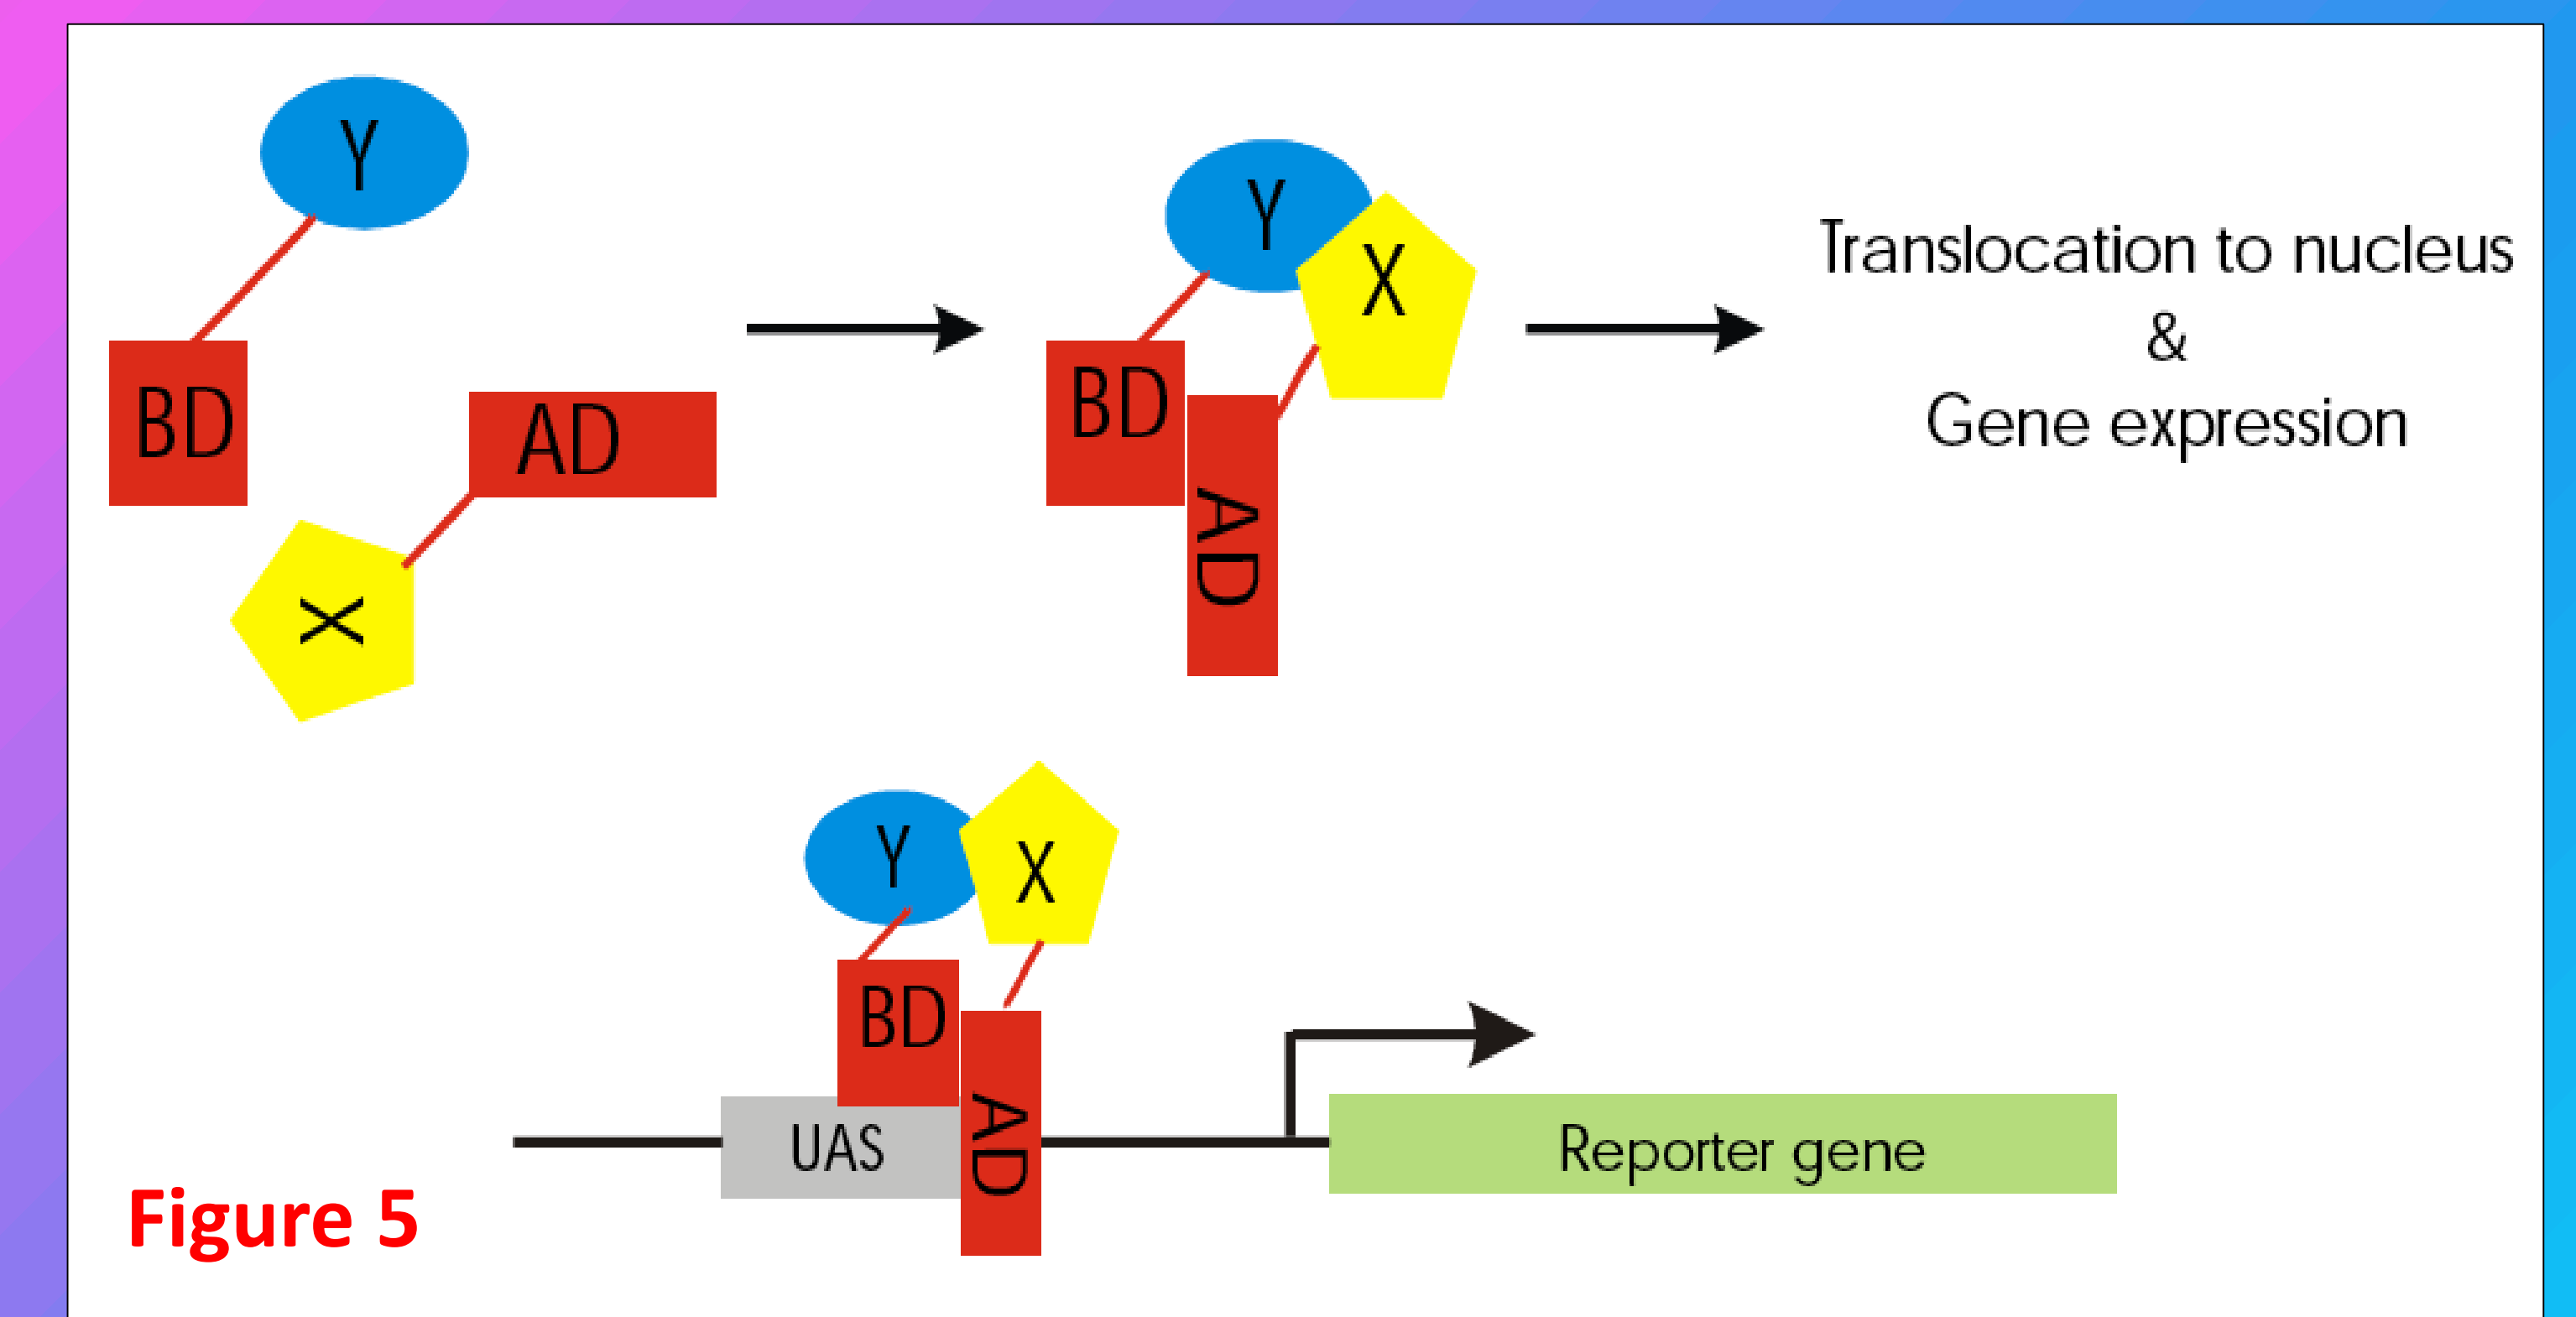 Y
BD
AD
X
Y
X
BD
AD
Translocation to nucleus
&
Gene expression
Y
X
BD
UAS
AD
Reporter gene
Figure 5